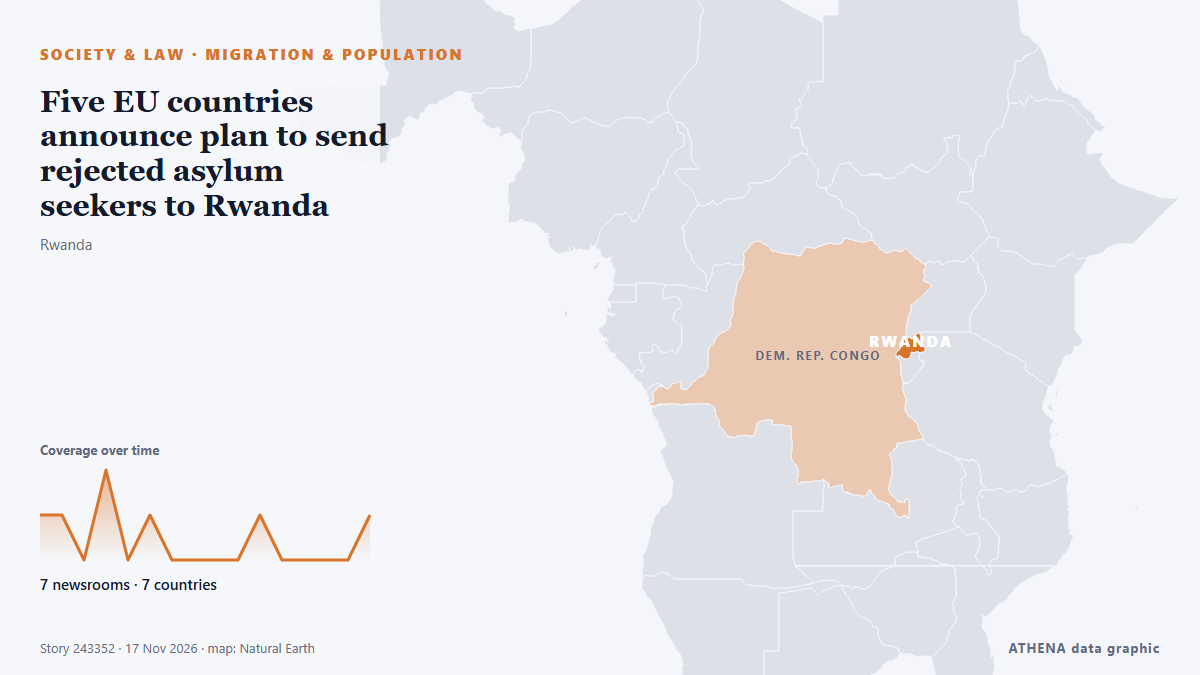 SOCIETY & LAW · MIGRATION & POPULATION
Five EU countries
announce plan to send
rejected asylum
seekers to Rwanda
Rwanda
RWANDA
DEM. REP. CONGO
Coverage over time
7 newsrooms · 7 countries
Story 243352 · 17 Nov 2026 · map: Natural Earth
ATHENA data graphic